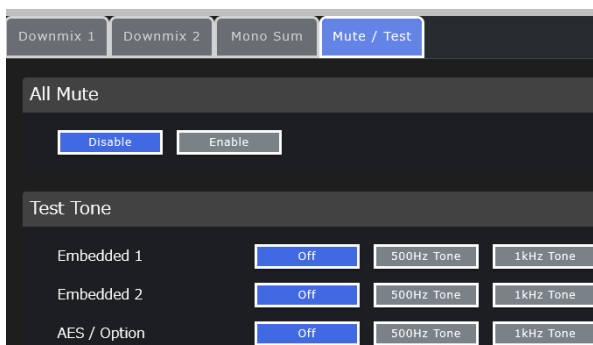 Downmix 1 Downmix 2 Mono Sum Mute / Test
All Mute
Disable Enable
Test Tone
Embedded 1 Off 500Hz Tone 1kHz Tone
Embedded 2 Off 500Hz Tone 1kHz Tone
AES / Option Off 500Hz Tone 1kHz Tone